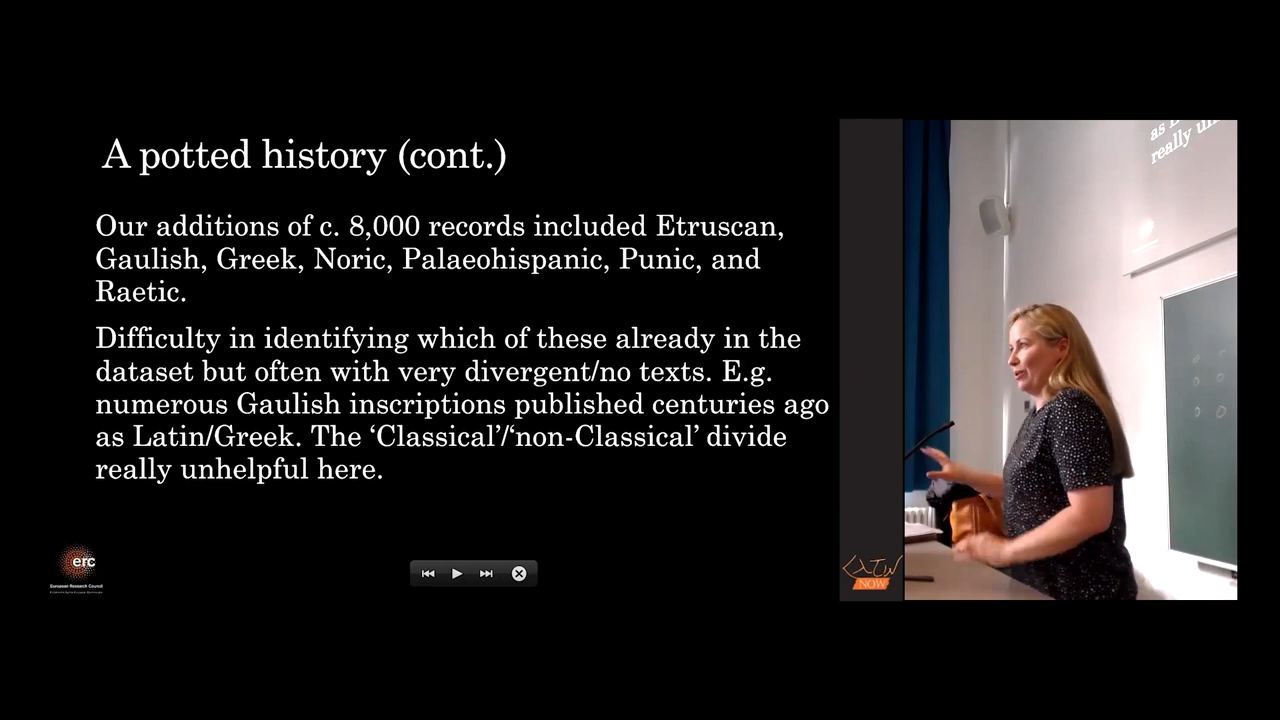 A potted history (cont.)
Our additions of c. 8,000 records included Etruscan,
Gaulish, Greek, Noric, Palaeohispanic, Punic, and
Raetic.
Difficulty in identifying which of these already in the
dataset but often with very divergent/no texts. E.g.
numerous Gaulish inscriptions published centuries ago
as Latin/Greek. The ‘Classical’/‘non-Classical’ divide
really unhelpful here.
erc
European Research Council
LATIN
NOW
as
really